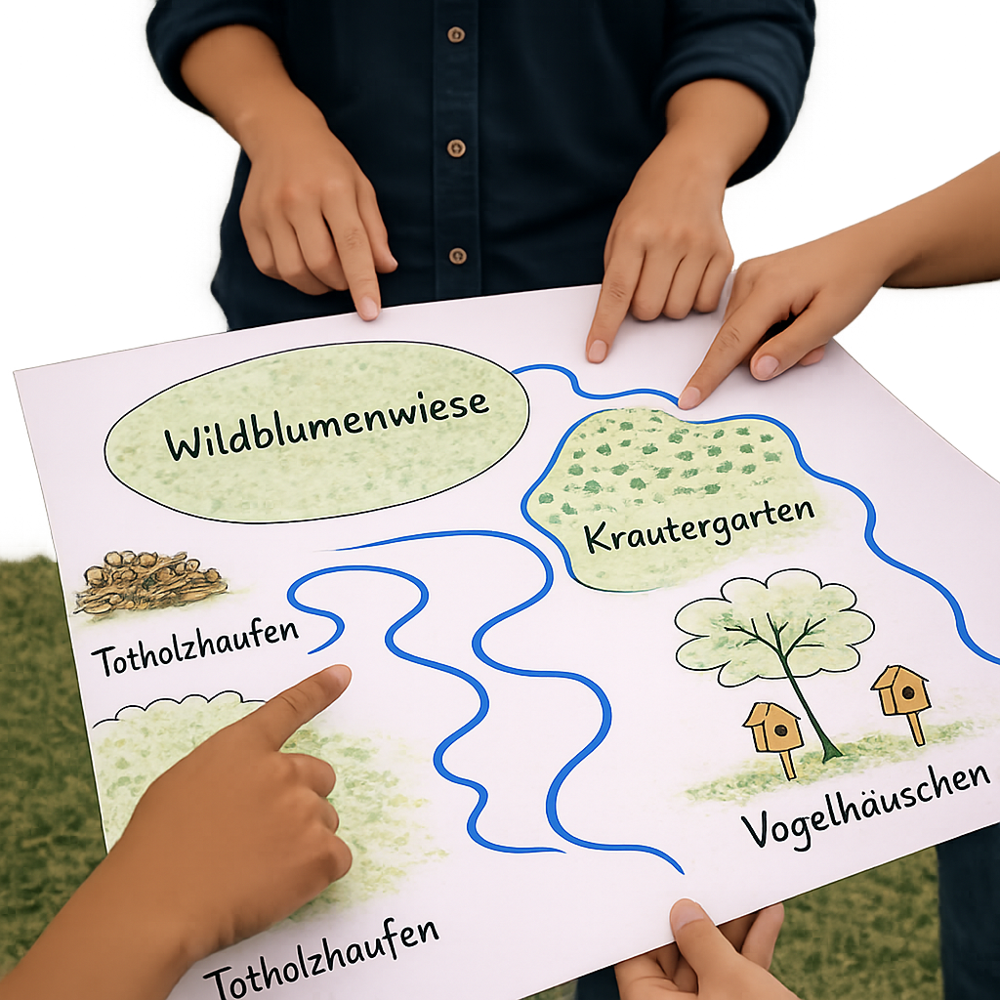 Wildblumenwiese
Krautergarten
Totholzhaufen
Vogelhäuschen
Totholzhaufen